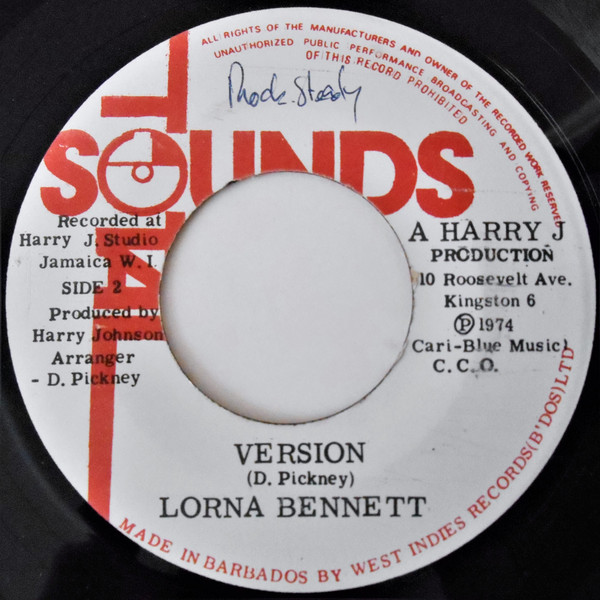 ALL RIGHTS OF THE MANUFACTURERS AND OWNER OF THE RECORDED WORK RESERVED
UNAUTHORIZED PUBLIC PERFORMANCE BROADCASTING AND COPYING
OF THIS RECORD PROHIBITED
Rock Steady
TOTAL
SOUNDS
Recorded at
Harry J. Studio
Jamaica W. I.
SIDE 2
Produced by
Harry Johnson
Arranger
- D. Pickney
A HARRY J
PRODUCTION
10 Roosevelt Ave.
Kingston 6
Ⓟ 1974
Cari-Blue Music)
C. C. O.
VERSION
(D. Pickney)
LORNA BENNETT
MADE IN BARBADOS BY WEST INDIES RECORDS (B'DOS) LTD